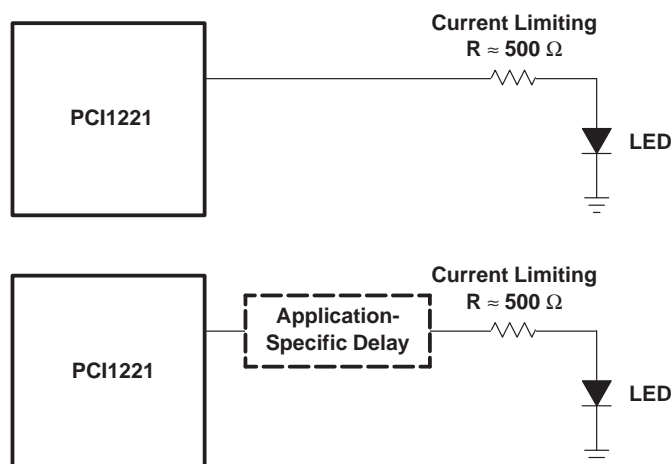 Current Limiting
R ≈ 500 Ω
PCI1221
LED
Current Limiting
R ≈ 500 Ω
Application-
Specific Delay
PCI1221
LED